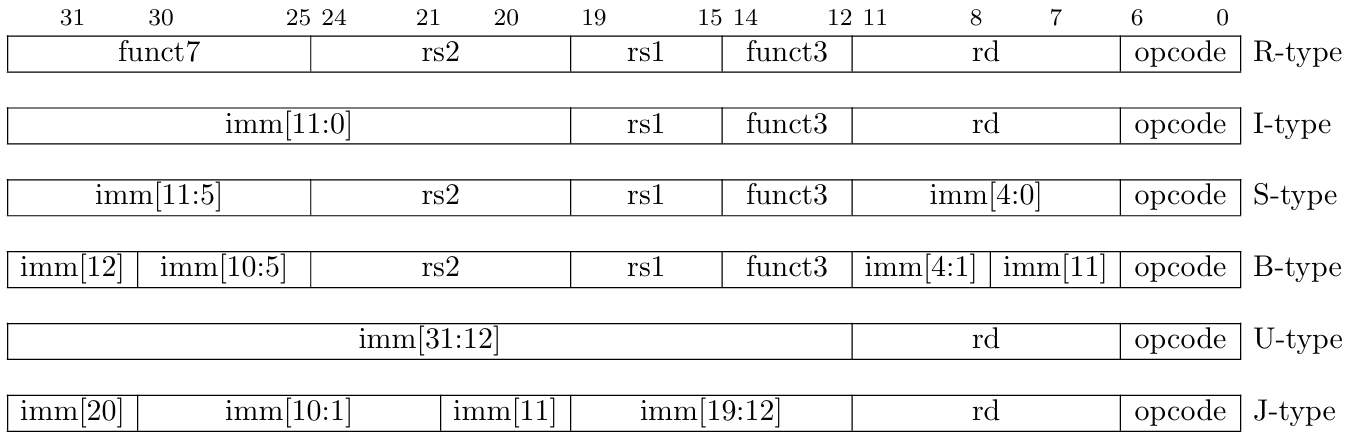 31 30 25 24 21 20 19 15 14 12 11 8 7 6 0
funct7 rs2 rs1 funct3 rd opcode R-type
imm[11:0] rs1 funct3 rd opcode I-type
imm[11:5] rs2 rs1 funct3 imm[4:0] opcode S-type
imm[12] imm[10:5] rs2 rs1 funct3 imm[4:1] imm[11] opcode B-type
imm[31:12] rd opcode U-type
imm[20] imm[10:1] imm[11] imm[19:12] rd opcode J-type